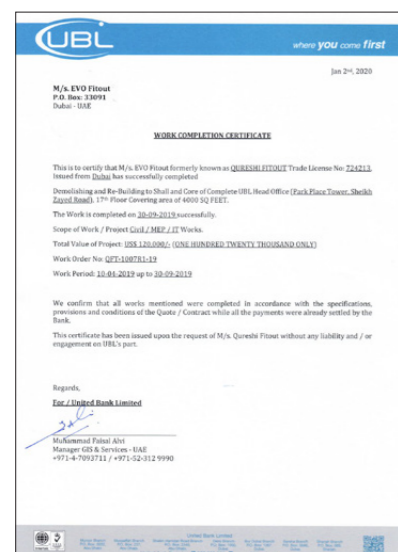 UBL
where you come first
Jan 2nd, 2020
M/s. EVO Fitout
P.O. Box: 33091
Dubai - UAE
WORK COMPLETION CERTIFICATE
This is to certify that M/s. EVO Fitout formerly known as QURESHI FITOUT Trade License No: 724213.
Issued from Dubai has successfully completed
Demolishing and Re-Building to Shall and Core of Complete UBL Head Office (Park Place Tower, Sheikh
Zayed Road), 17th Floor Covering area of 4000 SQ FEET.
The Work is completed on 30-09-2019 successfully.
Scope of Work / Project Civil / MEP / IT Works.
Total Value of Project: US$ 120,000/- (ONE HUNDRED TWENTY THOUSAND ONLY)
Work Order No: QFT-1007R1-19
Work Period: 10-04-2019 up to 30-09-2019
We confirm that all works mentioned were completed in accordance with the specifications,
provisions and conditions of the Quote / Contract while all the payments were already settled by the
Bank.
This certificate has been issued upon the request of M/s. Qureshi Fitout without any liability and / or
engagement on UBL's part.
Regards,
For / United Bank Limited
Muhammad Faisal Alvi
Manager GIS & Services - UAE
+971-4-7093711 / +971-52-312 9990
United Bank Limited